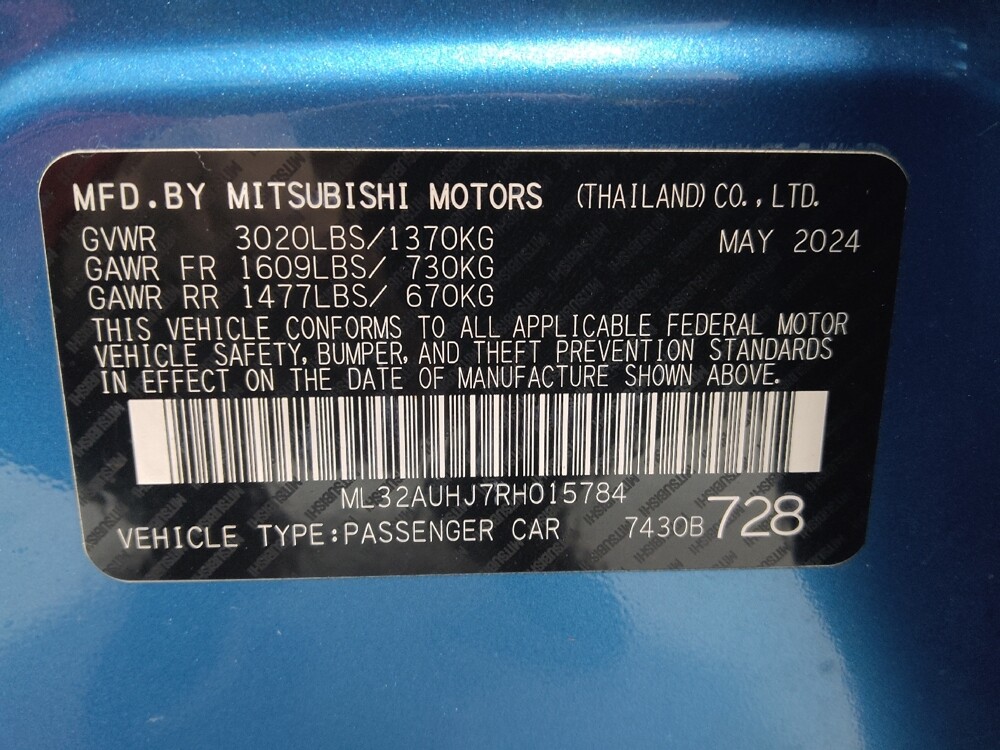 MFD.BY MITSUBISHI MOTORS (THAILAND) CO.,LTD.
GVWR 3020LBS/1370KG MAY 2024
GAWR FR 1609LBS/ 730KG
GAWR RR 1477LBS/ 670KG
THIS VEHICLE CONFORMS TO ALL APPLICABLE FEDERAL MOTOR
VEHICLE SAFETY, BUMPER, AND THEFT PREVENTION STANDARDS
IN EFFECT ON THE DATE OF MANUFACTURE SHOWN ABOVE.
ML32AUHJ7RH015784
VEHICLE TYPE:PASSENGER CAR 7430B 728